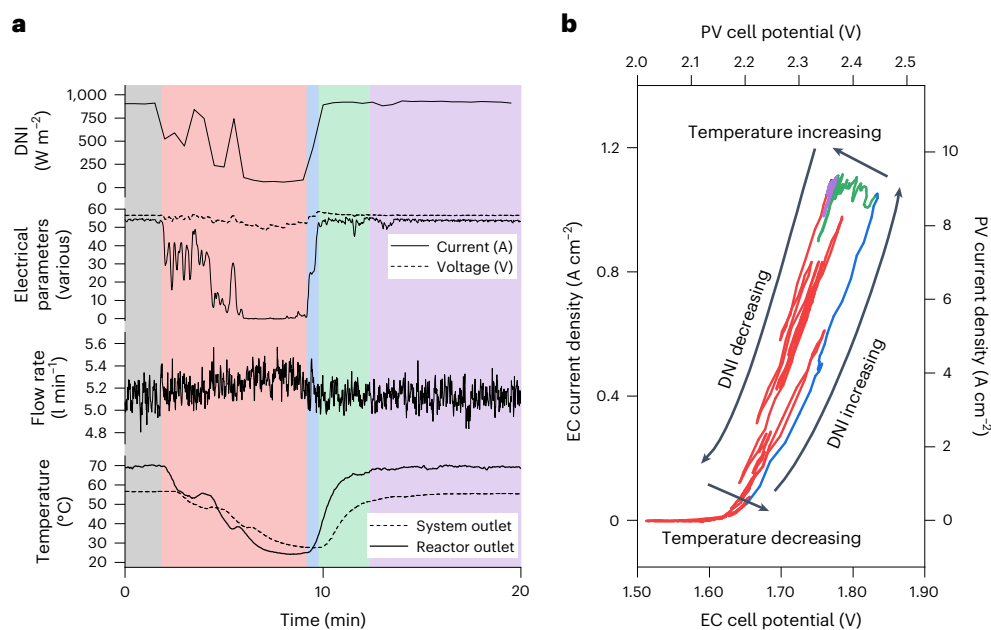 a
DNI
(W m⁻²)
1,000
750
500
250
0
Electrical
parameters
(various)
60
50
40
30
20
10
0
Current (A)
Voltage (V)
Flow rate
(l min⁻¹)
5.6
5.4
5.2
5.0
4.8
Temperature
(°C)
70
60
50
40
30
20
System outlet
Reactor outlet
0
10
20
Time (min)
b
PV cell potential (V)
2.0
2.1
2.2
2.3
2.4
2.5
EC current density (A cm⁻²)
1.2
0.8
0.4
0
Temperature increasing
DNI decreasing
DNI increasing
Temperature decreasing
10
8
6
4
2
0
PV current density (A cm⁻²)
1.50
1.60
1.70
1.80
1.90
EC cell potential (V)